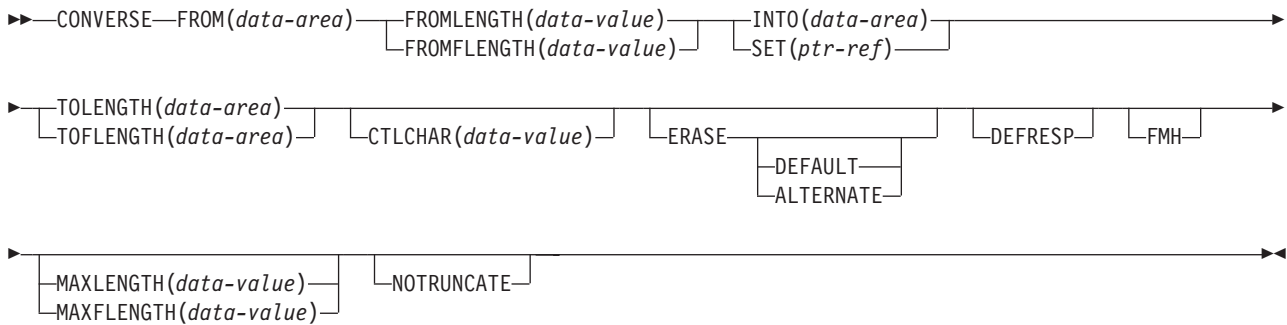 CONVERSE FROM(data-area) FROMLENGTH(data-value) INTO(data-area)
FROMFLENGTH(data-value) SET(ptr-ref)
TOLENGTH(data-area)
TOFLENGTH(data-area) CTLCHAR(data-value) ERASE DEFRESP FMH
DEFAULT
ALTERNATE
MAXLENGTH(data-value) NOTRUNCATE
MAXFLENGTH(data-value)